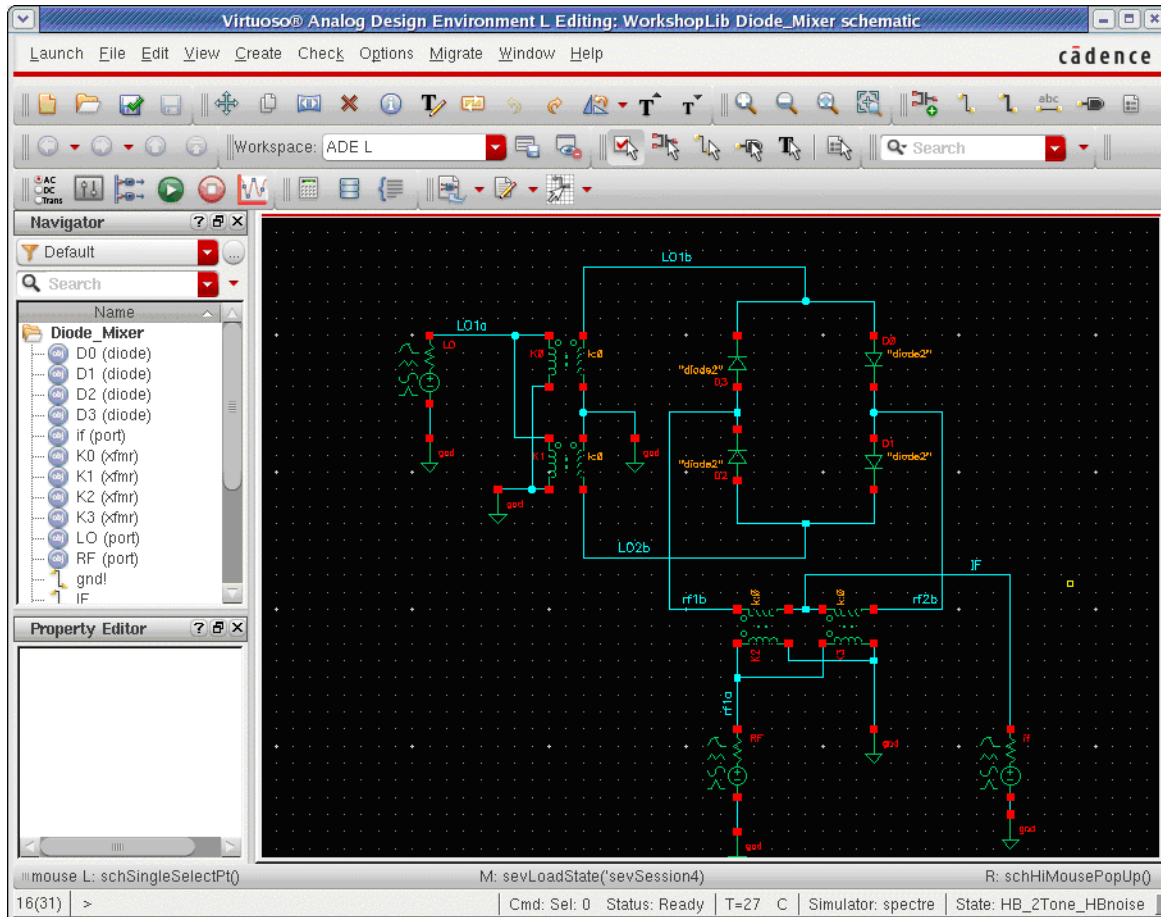 Virtuoso® Analog Design Environment L Editing: WorkshopLib Diode_Mixer schematic
Launch File Edit View Create Check Options Migrate Window Help
cādence
abc
Workspace: ADE L
Search
AC
DC
Trans
Navigator
Default
Search
Name
Diode_Mixer
D0 (diode)
D1 (diode)
D2 (diode)
D3 (diode)
if (port)
K0 (xfmr)
K1 (xfmr)
K2 (xfmr)
K3 (xfmr)
LO (port)
RF (port)
gnd!
IF
Property Editor
LO1b
LO1a
LO
K0
k:0
D0
"diode2"
"diode2"
D3
K1
k:0
gnd
gnd
gnd
D1
"diode2"
"diode2"
D2
LO2b
IF
rf1b
k:0
k:0
rf2b
K2
K3
rf1a
RF
gnd
if
gnd
gnd
mouse L: schSingleSelectPt()
M: sevLoadState('sevSession4)
R: schHiMousePopUp()
16(31) >
Cmd: Sel: 0 Status: Ready T=27 C Simulator: spectre State: HB_2Tone_HBnoise